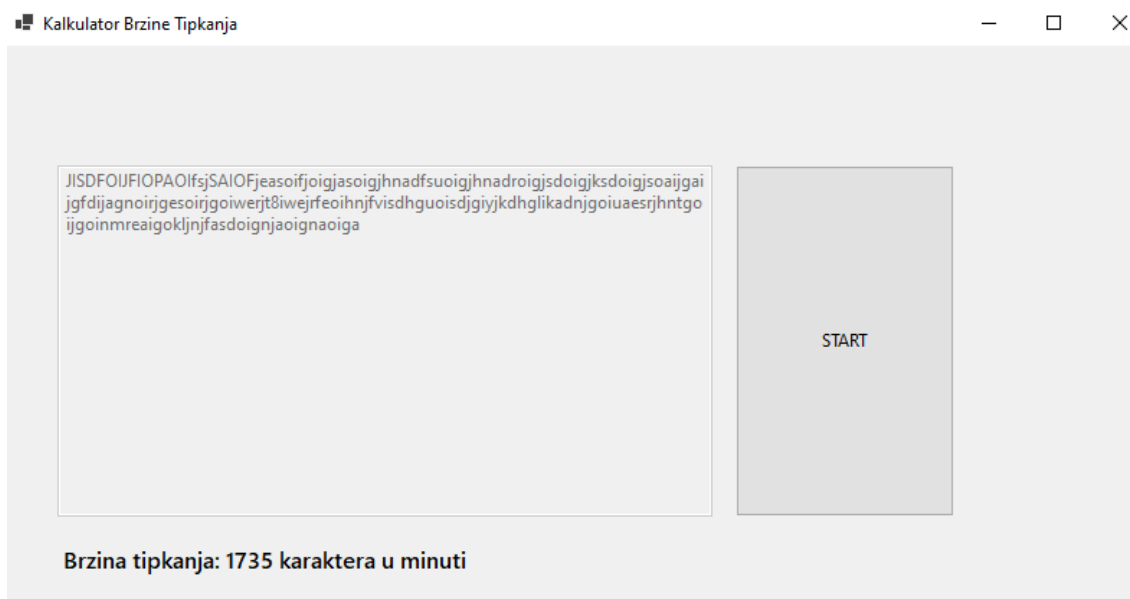 Kalkulator Brzine Tipkanja
JISDFOIJFIOPAOIfsjSAIOFjeasoifjoigjasoigjhnadfsuoigjhnadroigjsdoigjksdoigjsoaijgai
jgfdijagnoirjgesoirjgoiwerjt8iwejrfeoihnjfvisdhguoisdjgiyjkdhglikadnjgoiuaesrjhntgo
ijgoinmreaigokljnjfasdoignjaoignaoiga
START
Brzina tipkanja: 1735 karaktera u minuti